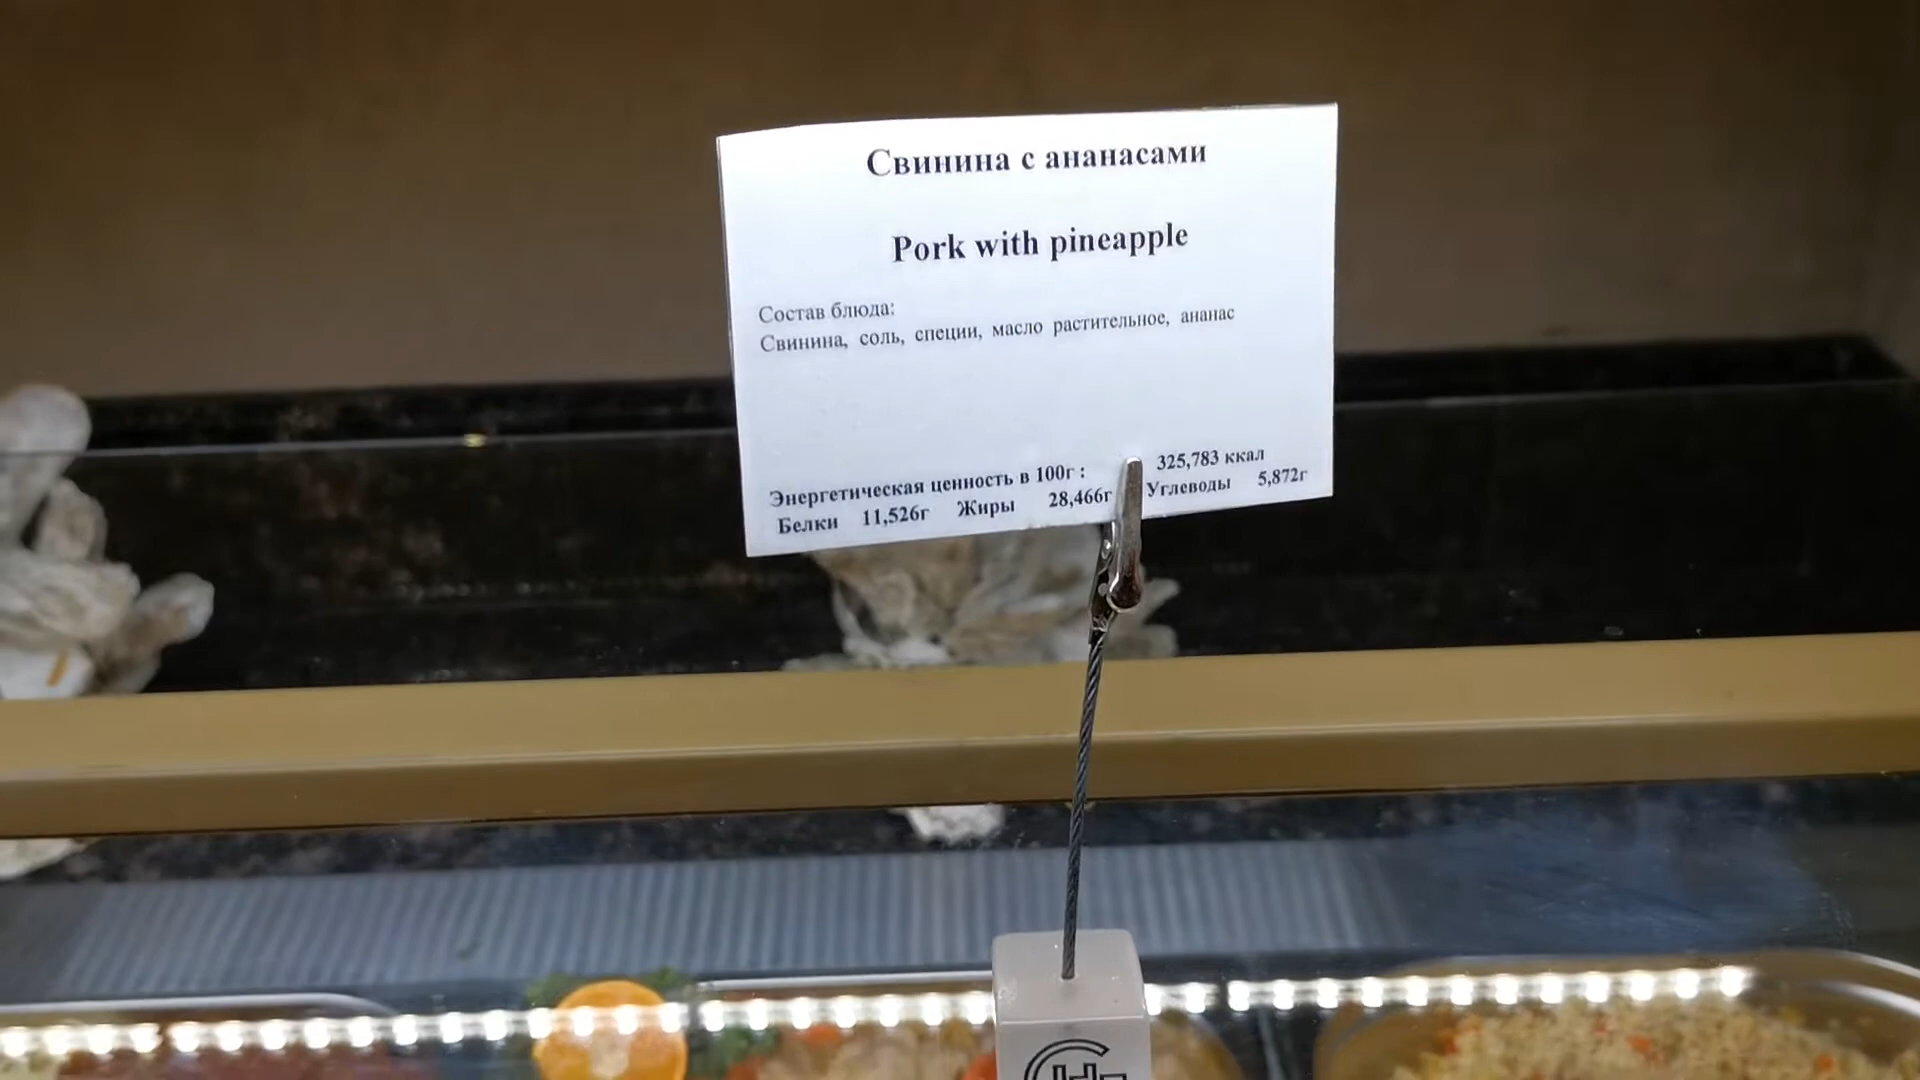 Свинина с ананасами
Pork with pineapple
Состав блюда:
Свинина, соль, специи, масло растительное, ананас
Энергетическая ценность в 100г : 325,783 ккал
Белки 11,526г Жиры 28,466г Углеводы 5,872г